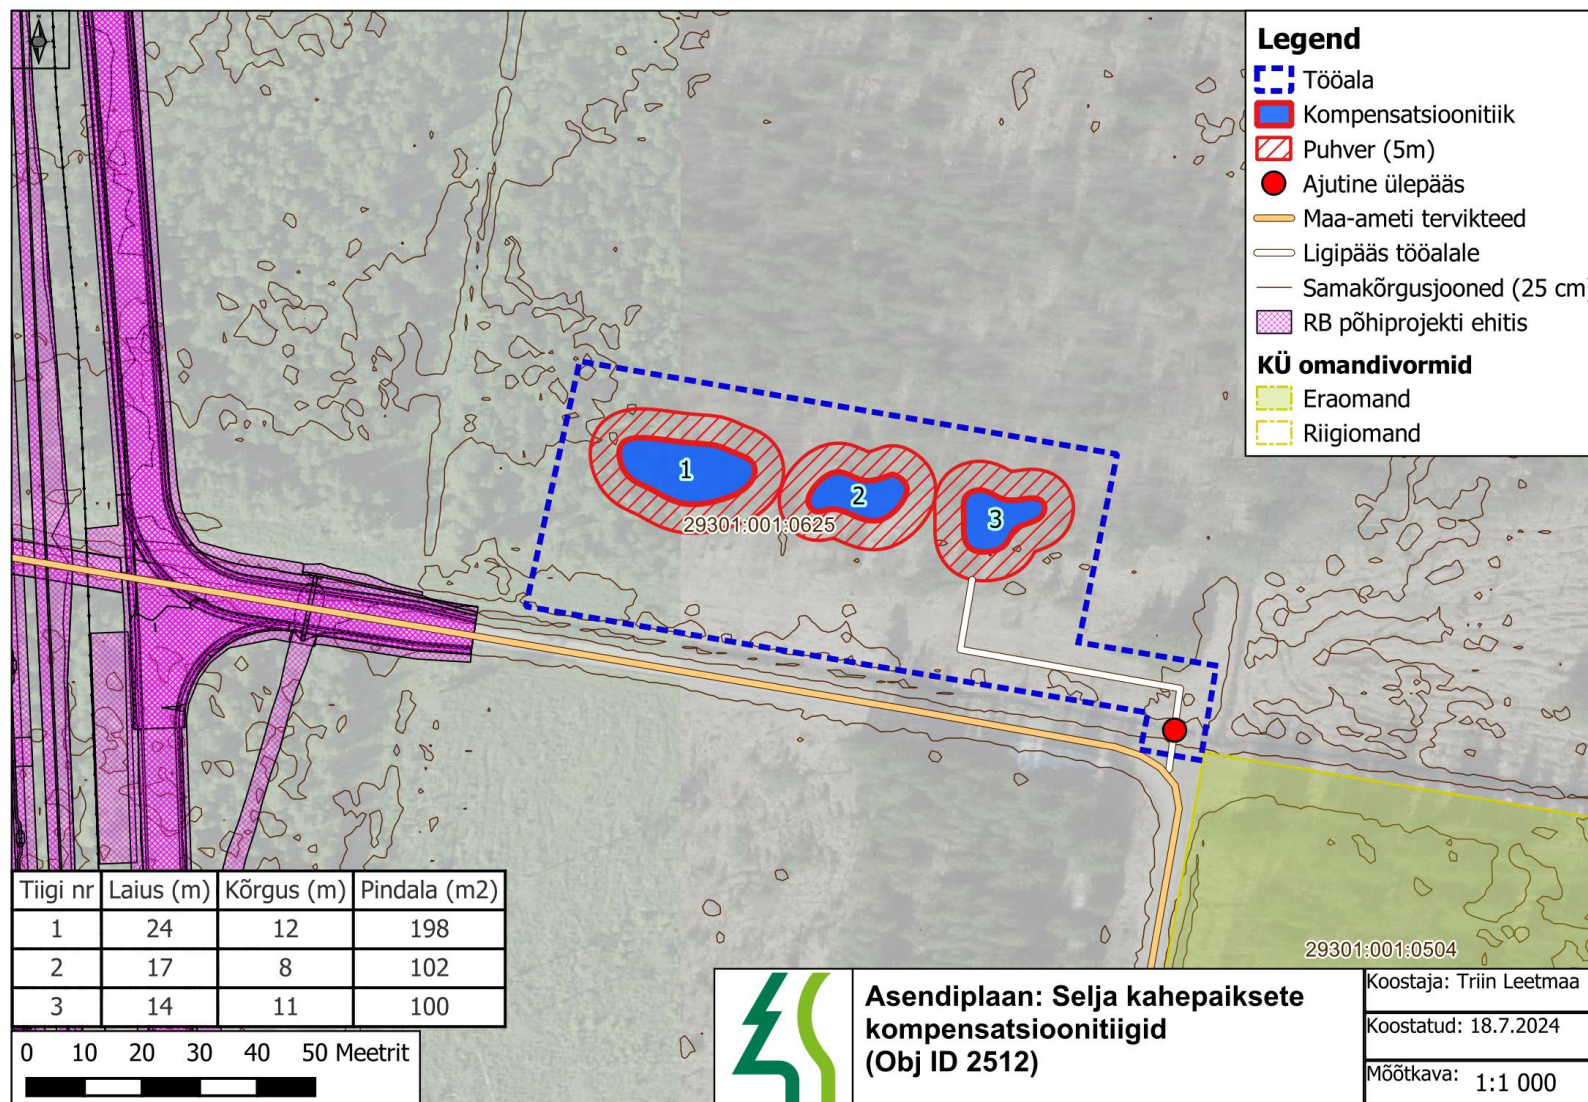 Legend
Tööala
Kompensatsioonitiik
Puhver (5m)
Ajutine ülepääs
Maa-ameti tervikteed
Ligipääs tööalale
Samakõrgusjooned (25 cm)
RB põhiprojekti ehitis
KÜ omandivormid
Eraomand
Riigiomand
1
2
3
29301:001:0625
29301:001:0504
Tiigi nr Laius (m) Kõrgus (m) Pindala (m2)
1 24 12 198
2 17 8 102
3 14 11 100
0 10 20 30 40 50 Meetrit
Asendiplaan: Selja kahepaiksete
kompensatsioonitiigid
(Obj ID 2512)
Koostaja: Triin Leetmaa
Koostatud: 18.7.2024
Mõõtkava: 1:1 000